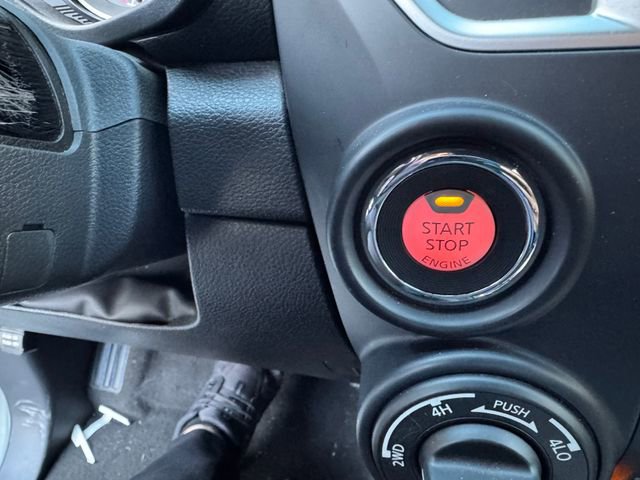 START
STOP
ENGINE
4H
PUSH
2WD
4LO